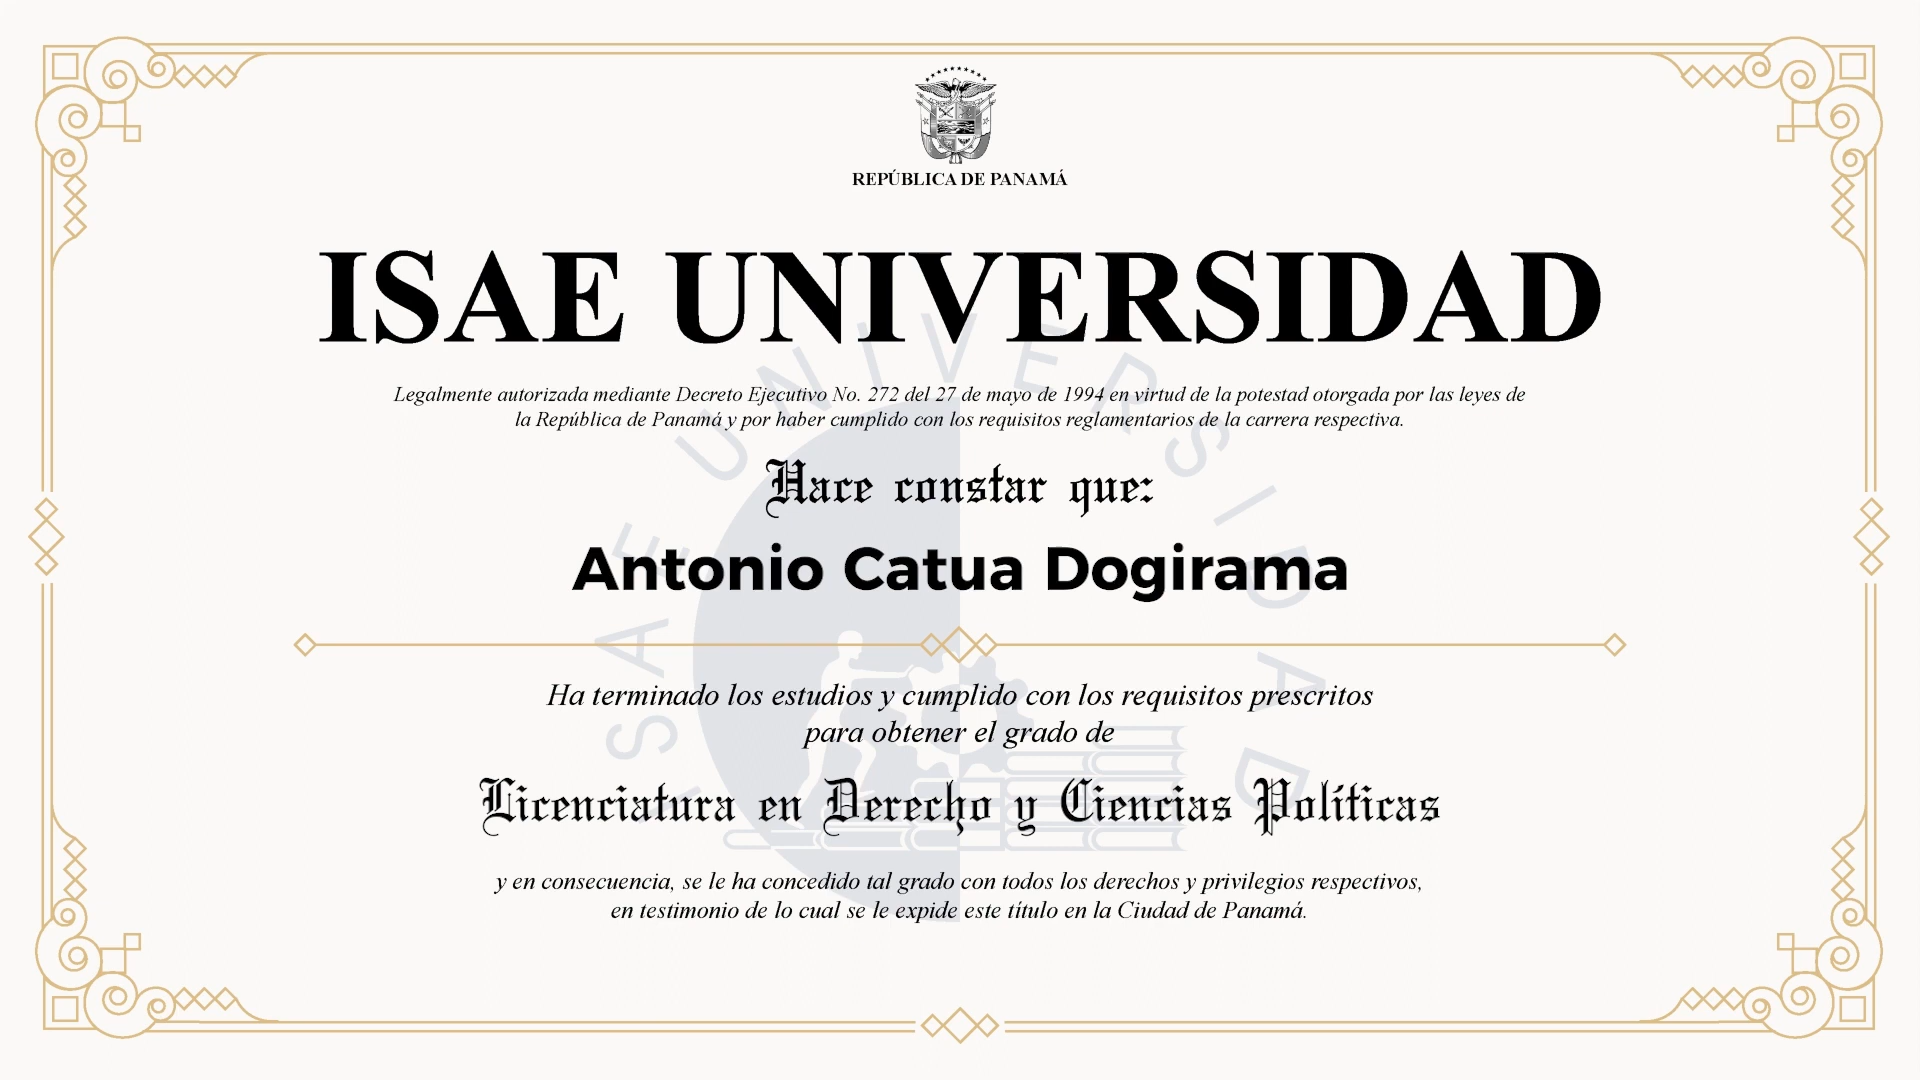 REPÚBLICA DE PANAMÁ
ISAE UNIVERSIDAD
Legalmente autorizada mediante Decreto Ejecutivo No. 272 del 27 de mayo de 1994 en virtud de la potestad otorgada por las leyes de
la República de Panamá y por haber cumplido con los requisitos reglamentarios de la carrera respectiva.
Hace constar que:
Antonio Catua Dogirama
Ha terminado los estudios y cumplido con los requisitos prescritos
para obtener el grado de
Licenciatura en Derecho y Ciencias Políticas
y en consecuencia, se le ha concedido tal grado con todos los derechos y privilegios respectivos,
en testimonio de lo cual se le expide este título en la Ciudad de Panamá.
ISAE UNIVERSIDAD